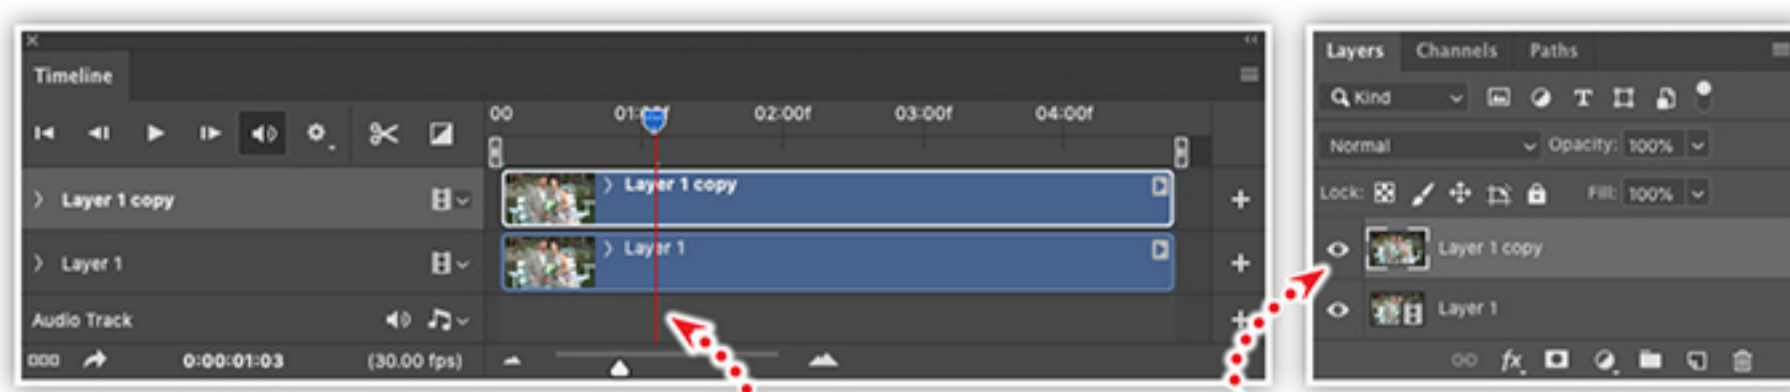 Timeline
00 01:00f 02:00f 03:00f 04:00f
Layer 1 copy
Layer 1 copy
Layer 1
Layer 1
Audio Track
0:00:01:03 (30.00 fps)
Layers Channels Paths
Kind
Normal Opacity: 100%
Lock: Fill: 100%
Layer 1 copy
Layer 1
fx